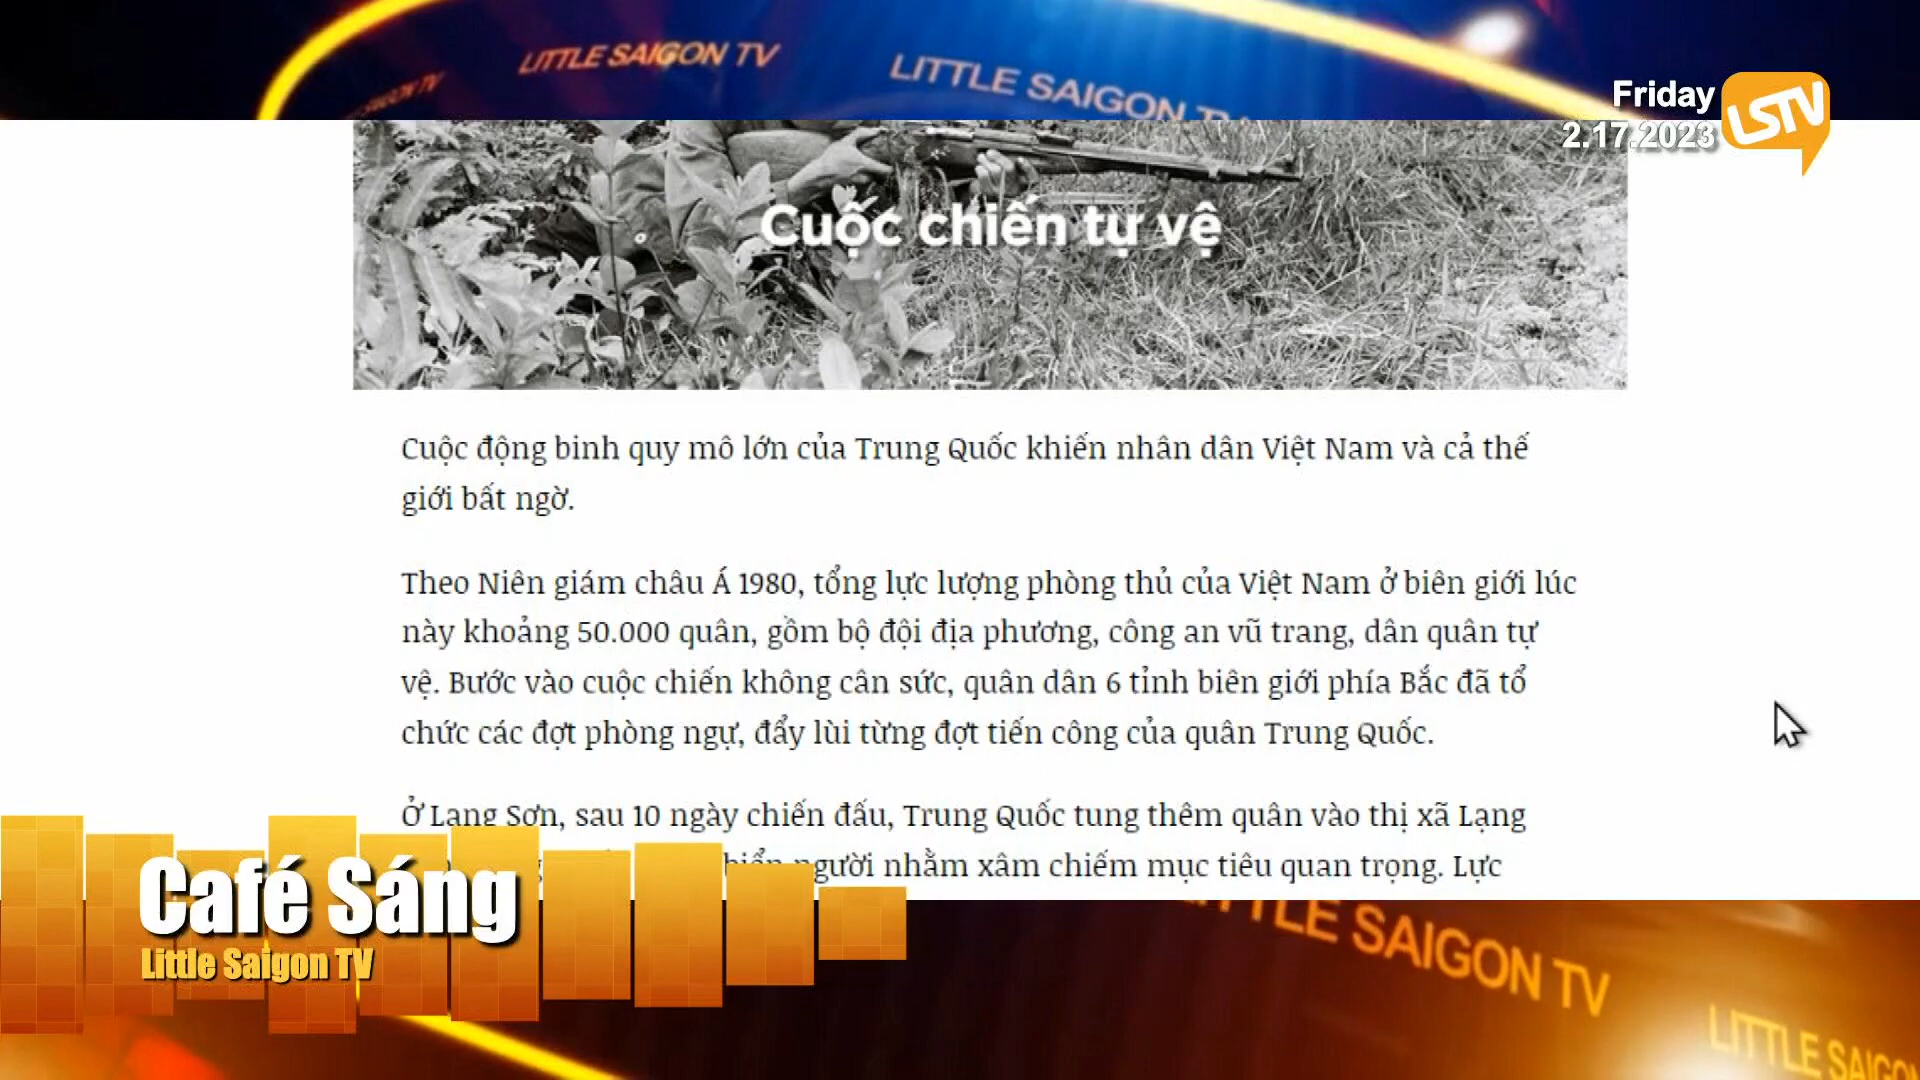 LITTLE SAIGON TV
LITTLE SAIGON TV
SAIGON TV
Friday
2.17.2023
LSTV
Cuộc chiến tự vệ
Cuộc động binh quy mô lớn của Trung Quốc khiến nhân dân Việt Nam và cả thế
giới bất ngờ.
Theo Niên giám châu Á 1980, tổng lực lượng phòng thủ của Việt Nam ở biên giới lúc
này khoảng 50.000 quân, gồm bộ đội địa phương, công an vũ trang, dân quân tự
vệ. Bước vào cuộc chiến không cân sức, quân dân 6 tỉnh biên giới phía Bắc đã tổ
chức các đợt phòng ngự, đẩy lùi từng đợt tiến công của quân Trung Quốc.
Ở Lạng Sơn, sau 10 ngày chiến đấu, Trung Quốc tung thêm quân vào thị xã Lạng
biển người nhằm xâm chiếm mục tiêu quan trọng. Lực
Café Sáng
Little Saigon TV
LITTLE SAIGON TV
LITTLE SAIGON